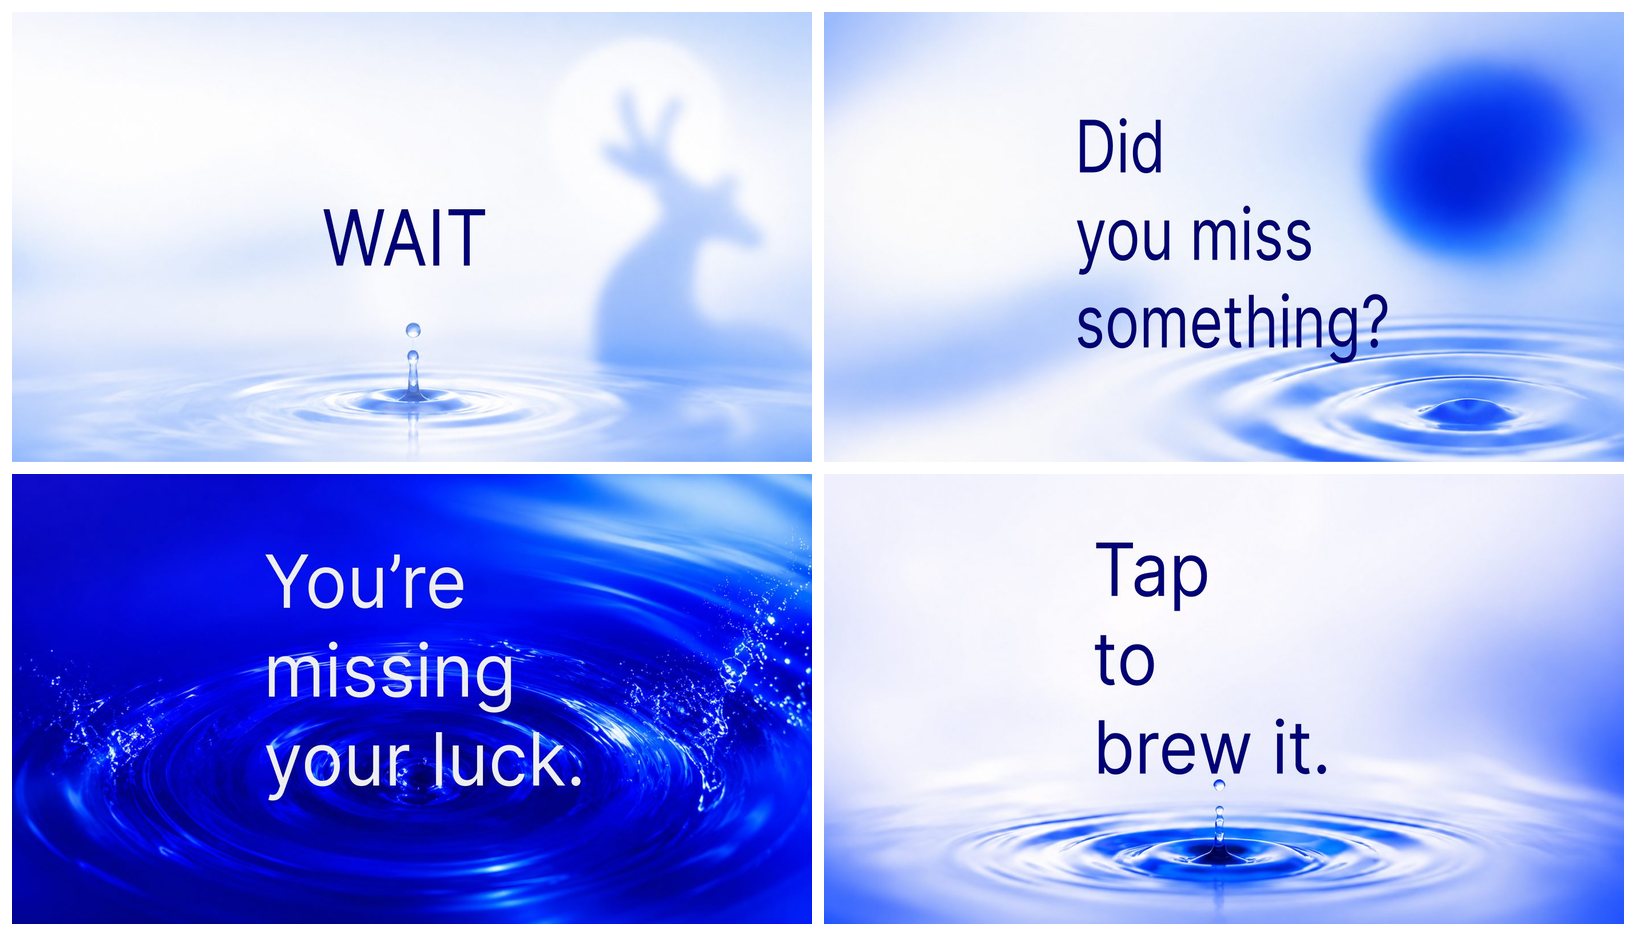 WAIT
Did
you miss
something?
You’re
missing
your luck.
Tap
to
brew it.